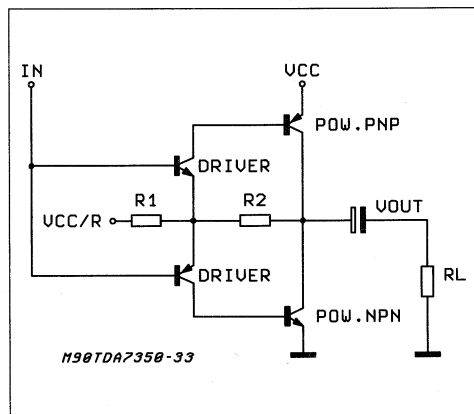 IN
VCC
POW.PNP
DRIVER
R1
R2
VCC/R
VOUT
DRIVER
RL
POW.NPN
M90TDA7350-33